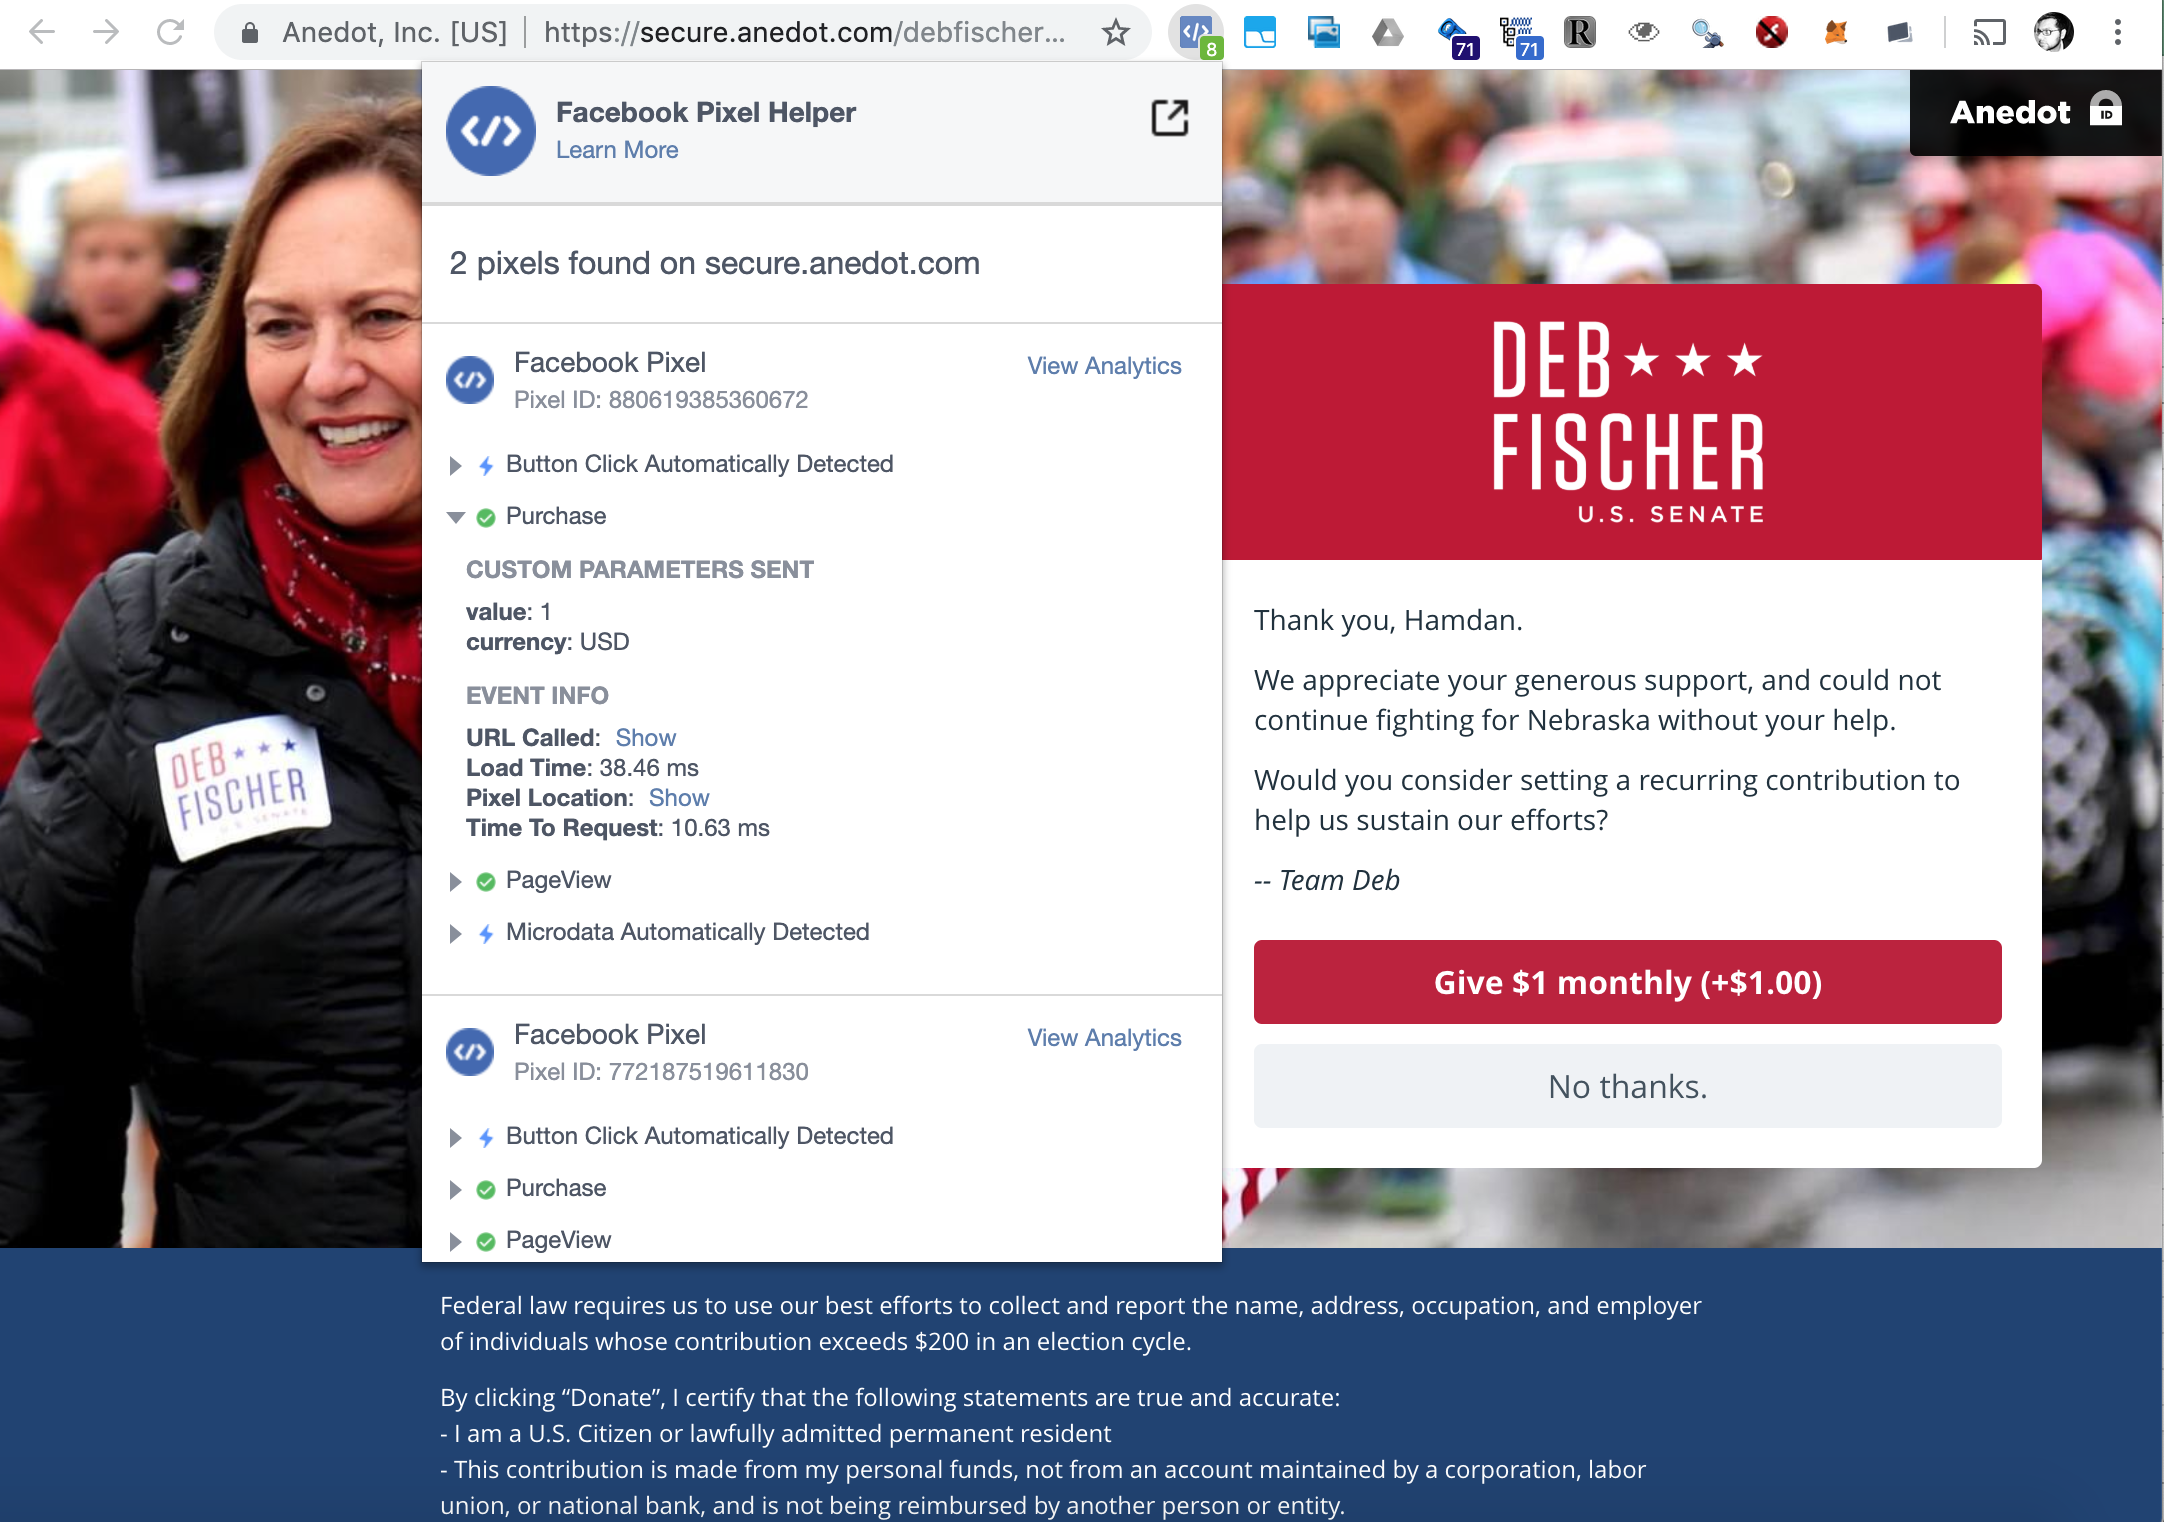 Anedot, Inc. [US] | https://secure.anedot.com/debfischer...
8
71
71
R
Facebook Pixel Helper
Learn More
2 pixels found on secure.anedot.com
Facebook Pixel
View Analytics
Pixel ID: 880619385360672
Button Click Automatically Detected
Purchase
CUSTOM PARAMETERS SENT
value: 1
currency: USD
EVENT INFO
URL Called: Show
Load Time: 38.46 ms
Pixel Location: Show
Time To Request: 10.63 ms
PageView
Microdata Automatically Detected
Facebook Pixel
View Analytics
Pixel ID: 772187519611830
Button Click Automatically Detected
Purchase
PageView
DEB
FISCHER
U.S. SENATE
Anedot
ID
DEB
FISCHER
U.S. SENATE
Thank you, Hamdan.
We appreciate your generous support, and could not
continue fighting for Nebraska without your help.
Would you consider setting a recurring contribution to
help us sustain our efforts?
-- Team Deb
Give $1 monthly (+$1.00)
No thanks.
Federal law requires us to use our best efforts to collect and report the name, address, occupation, and employer
of individuals whose contribution exceeds $200 in an election cycle.
By clicking “Donate”, I certify that the following statements are true and accurate:
- I am a U.S. Citizen or lawfully admitted permanent resident
- This contribution is made from my personal funds, not from an account maintained by a corporation, labor
union, or national bank, and is not being reimbursed by another person or entity.